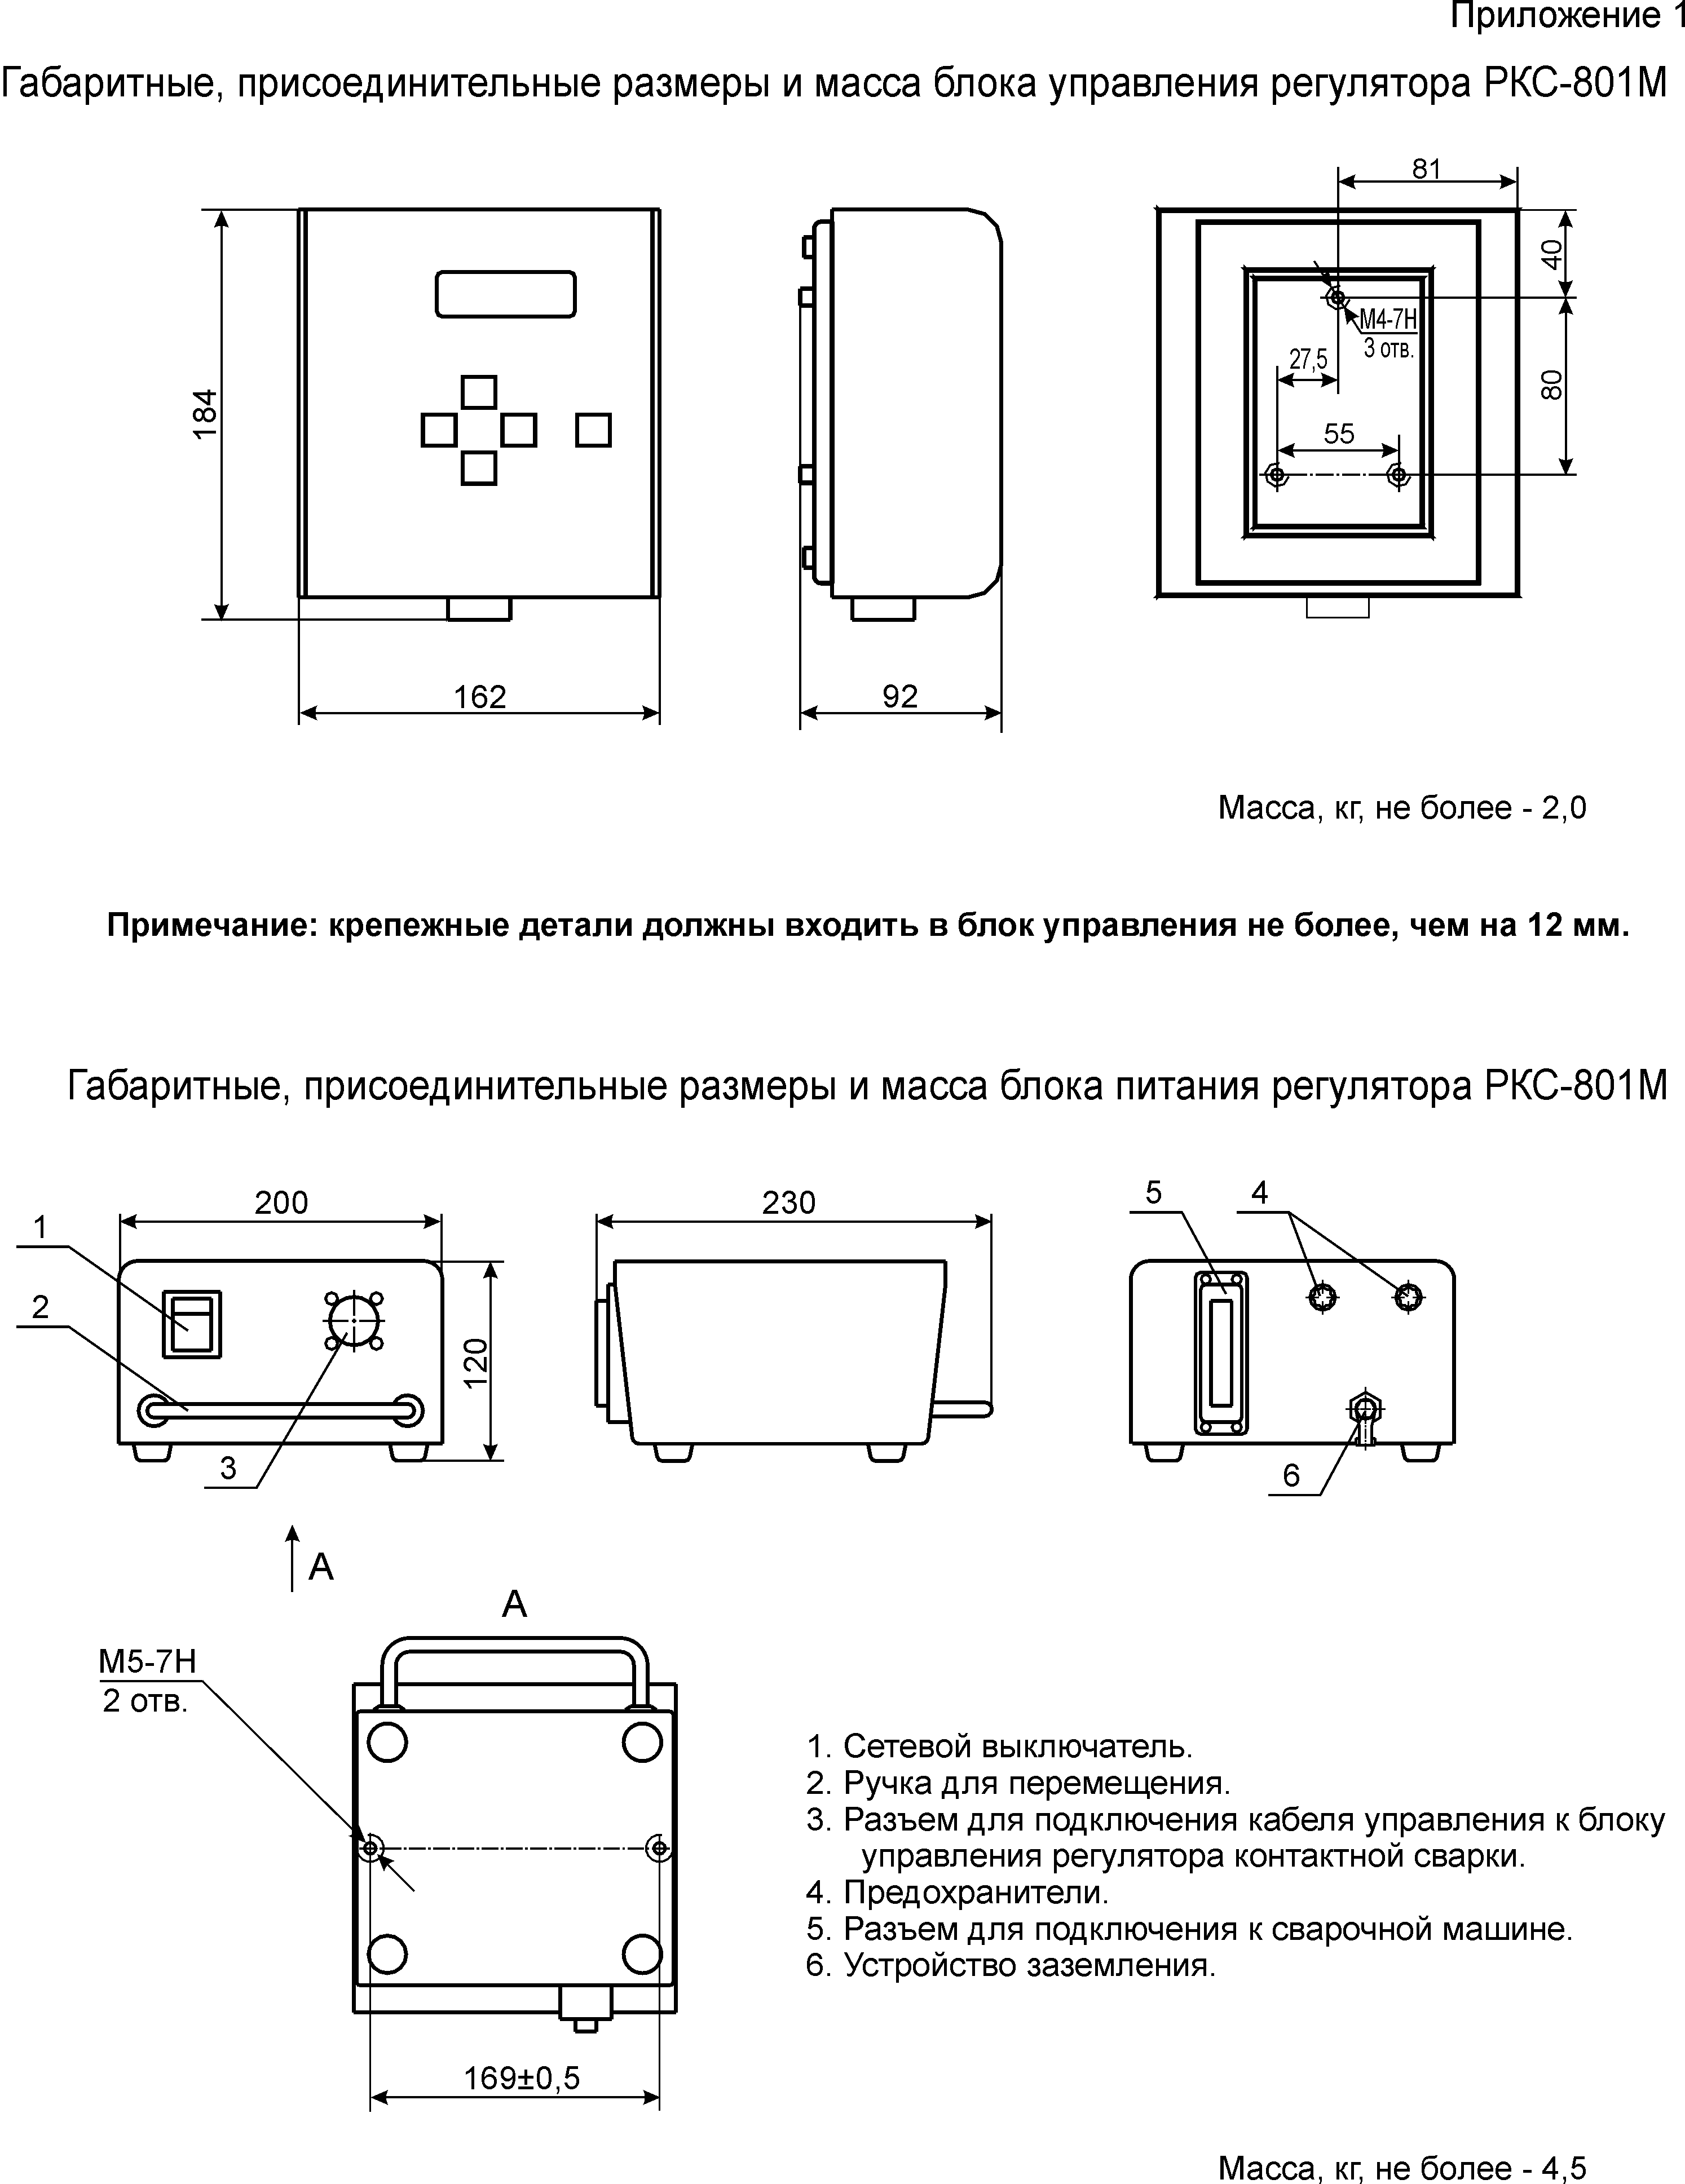 Приложение 1
Габаритные, присоединительные размеры и масса блока управления регулятора РКС-801М
81
40
М4-7Н
3 отв.
27,5
80
184
55
162
92
Масса, кг, не более - 2,0
Примечание: крепежные детали должны входить в блок управления не более, чем на 12 мм.
Габаритные, присоединительные размеры и масса блока питания регулятора РКС-801М
200
230
5
4
1
2
120
3
6
А
А
М5-7Н
2 отв.
1. Сетевой выключатель.
2. Ручка для перемещения.
3. Разъем для подключения кабеля управления к блоку
управления регулятора контактной сварки.
4. Предохранители.
5. Разъем для подключения к сварочной машине.
6. Устройство заземления.
169±0,5
Масса, кг, не более - 4,5